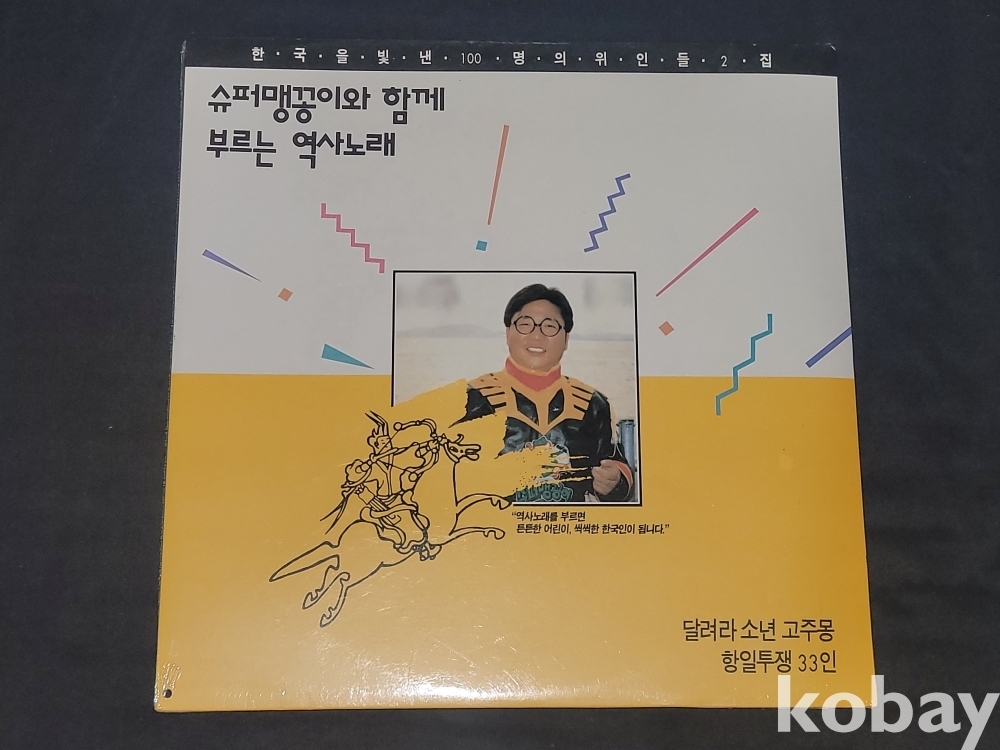 한·국·을·빛·낸·100·명·의·위·인·들·2·집
슈퍼맹꽁이와 함께
부르는 역사노래
"역사노래를 부르면
튼튼한 어린이, 씩씩한 한국인이 됩니다."
달려라 소년 고주몽
항일투쟁 33인
kobay